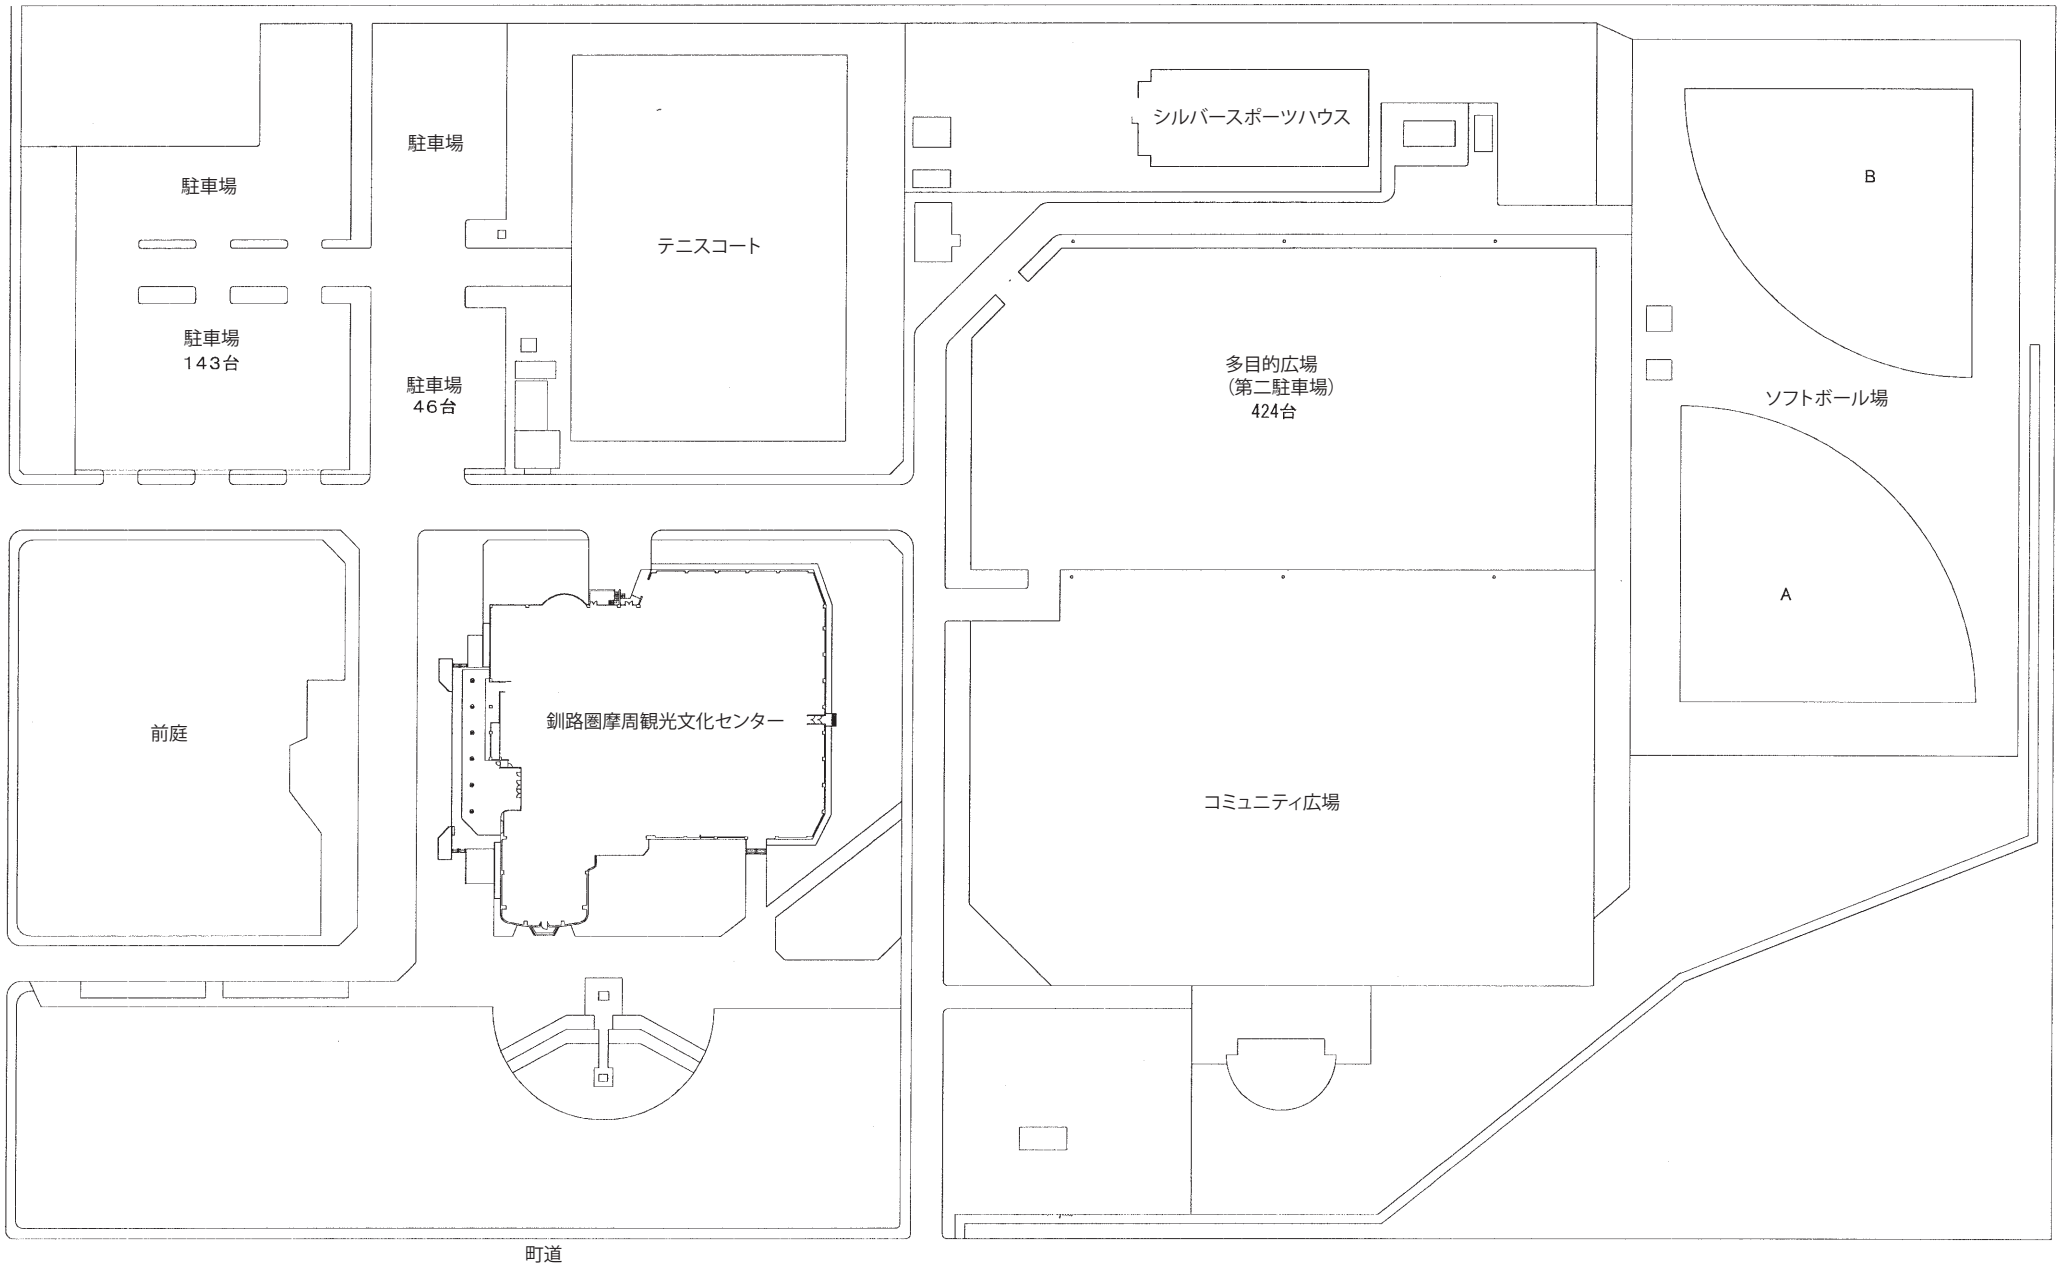 駐車場
シルバースポーツハウス
駐車場
B
テニスコート
駐車場
143台
駐車場
46台
多目的広場
(第二駐車場)
424台
ソフトボール場
A
前庭
釧路圏摩周観光文化センター
コミュニティ広場
町道